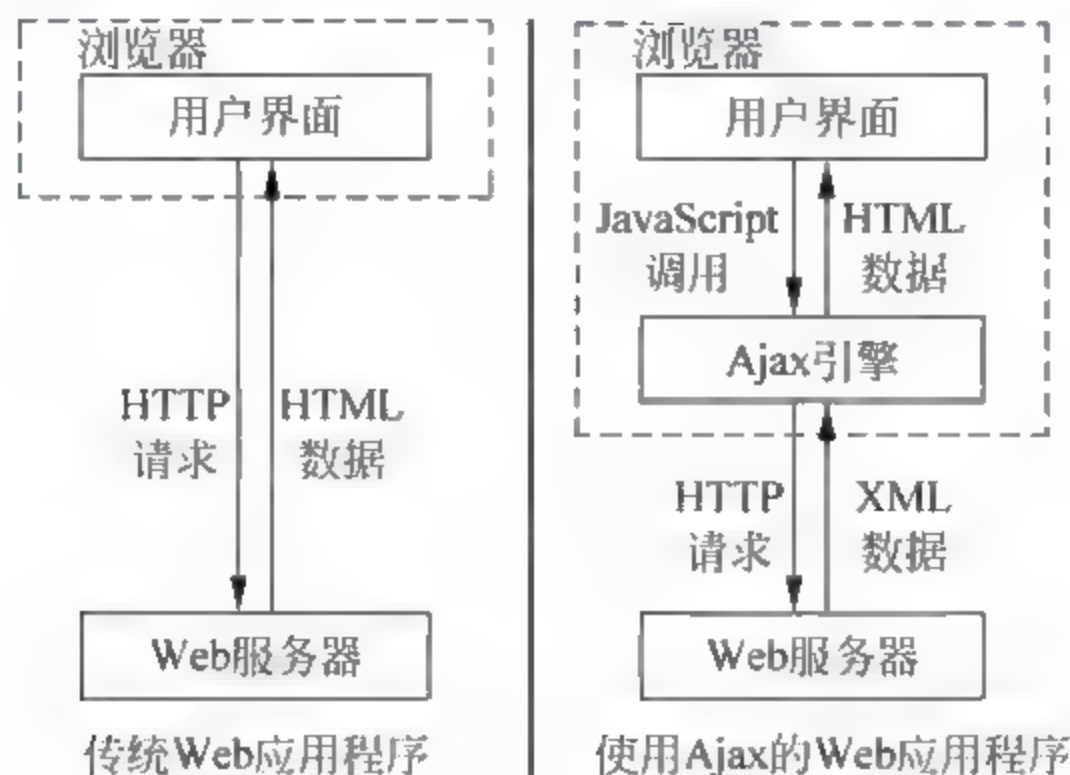 浏览器
用户界面
HTTP
请求
HTML
数据
Web服务器
传统Web应用程序
浏览器
用户界面
JavaScript
调用
HTML
数据
Ajax引擎
HTTP
请求
XML
数据
Web服务器
使用Ajax的Web应用程序